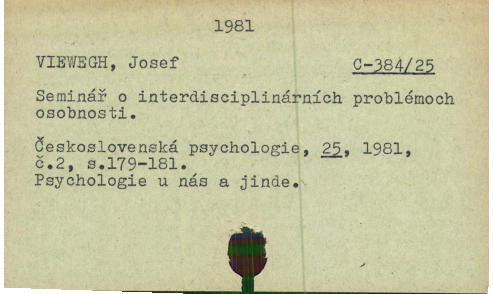 1981
VIEWEGH, Josef
C-384/25
Seminář o interdisciplinárních problémoch
osobnosti.
Československá psychologie, 25, 1981,
č.2, s.179-181.
Psychologie u nás a jinde.